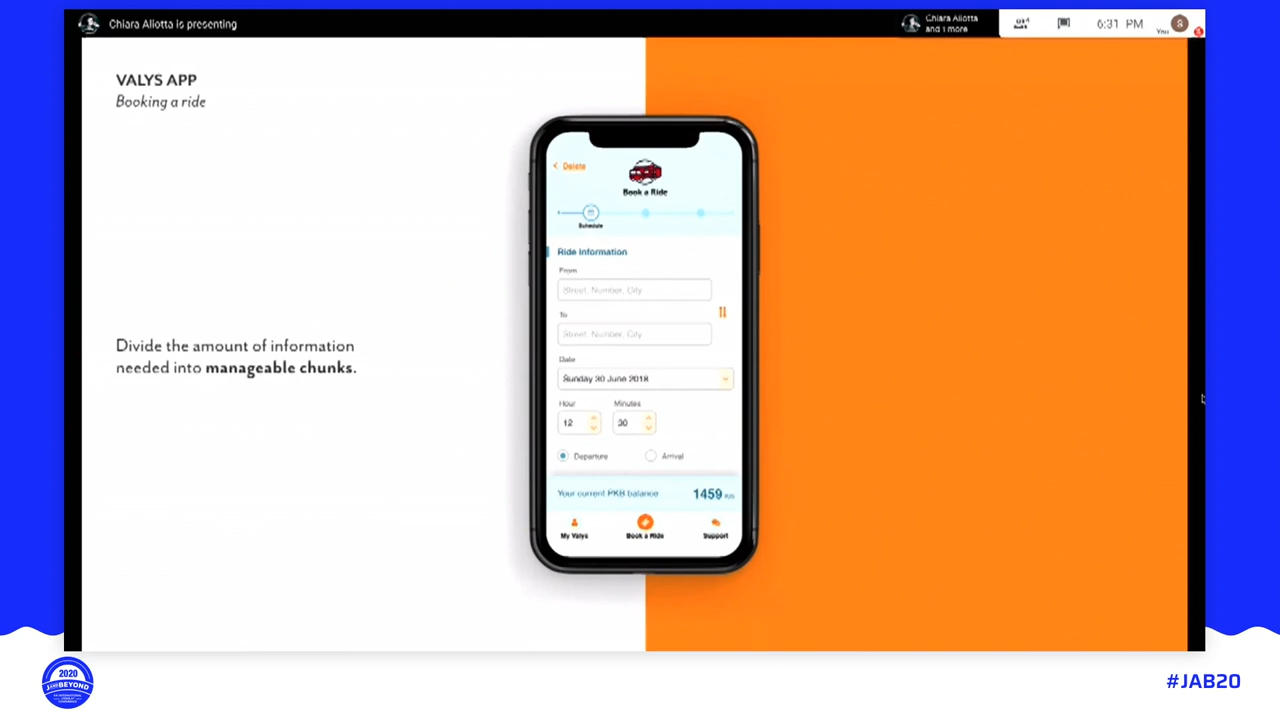 Chiara Aliotta is presenting
Chiara Aliotta
and 1 more
6:31 PM
You
S
VALYS APP
Booking a ride
Divide the amount of information
needed into manageable chunks.
Delete
Book a Ride
Schedule
Ride Information
From
Street, Number, City
To
Street, Number, City
Date
Sunday 30 June 2018
Hour
Minutes
12
30
Departure
Arrival
Your current PKB balance
1459
My Valys
Book a Ride
Support
2020
JANDBEYOND
#JAB20